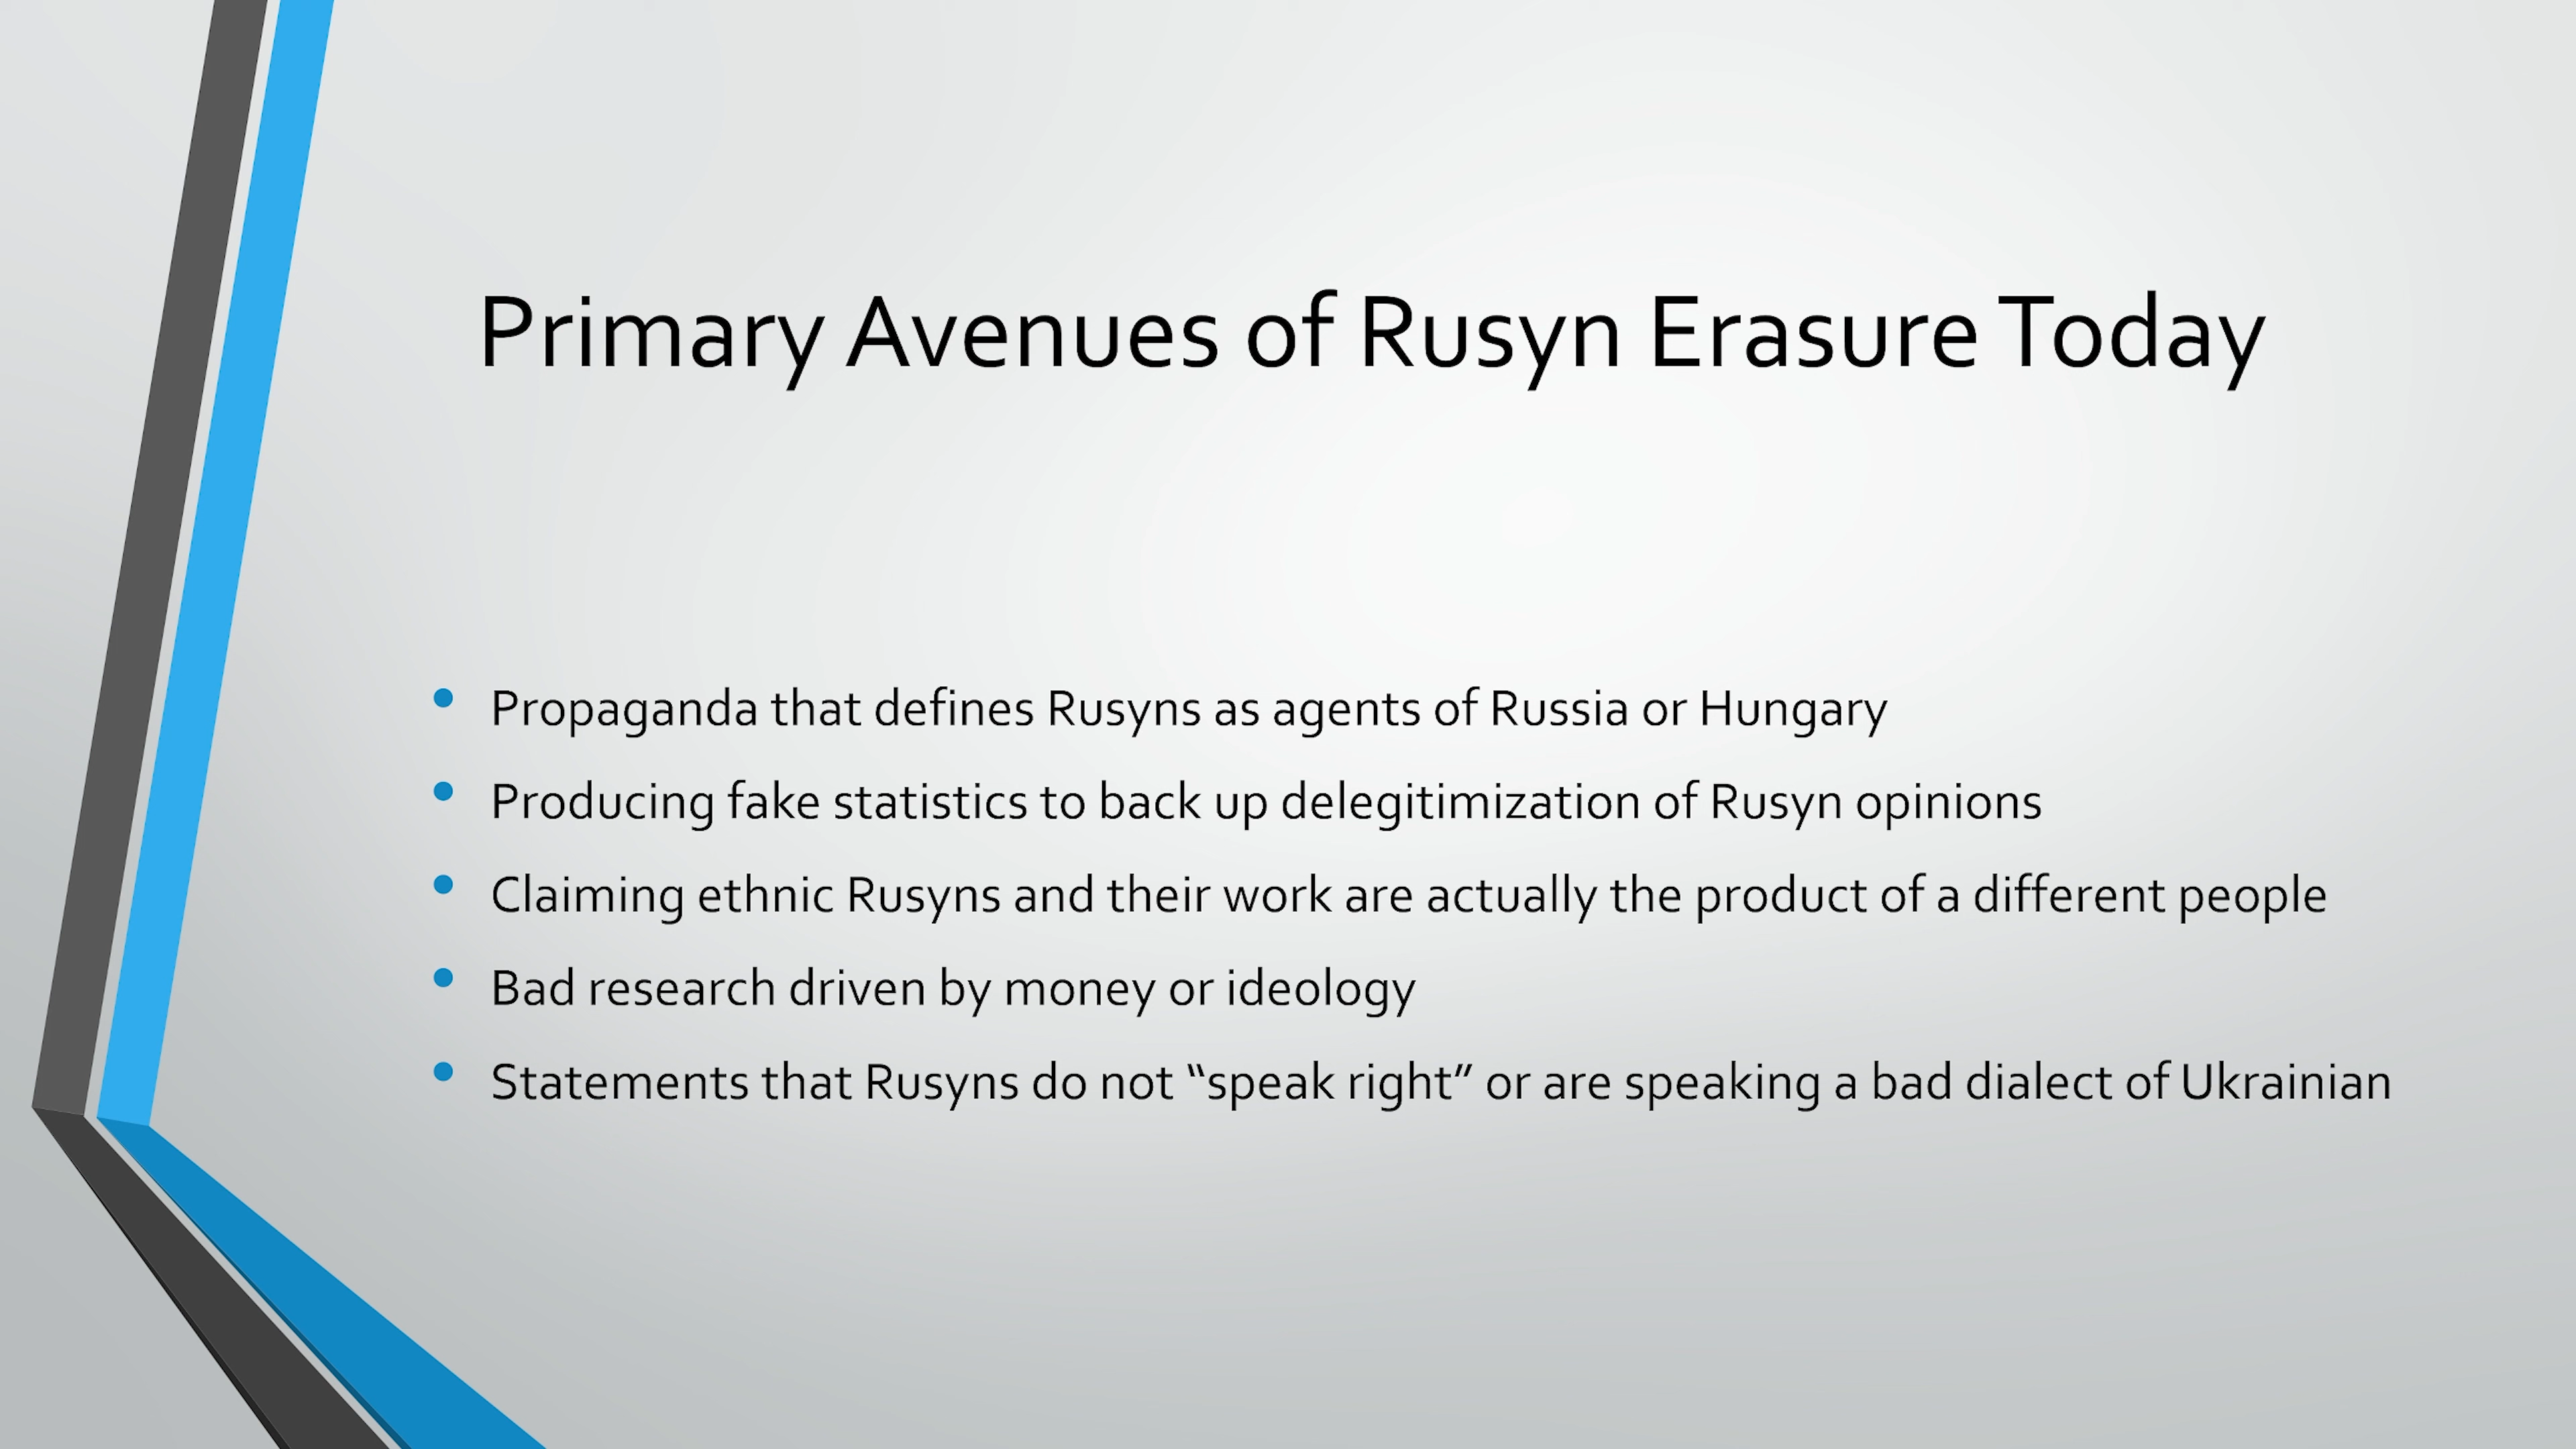 Primary Avenues of Rusyn Erasure Today
• Propaganda that defines Rusyns as agents of Russia or Hungary
• Producing fake statistics to back up delegitimization of Rusyn opinions
• Claiming ethnic Rusyns and their work are actually the product of a different people
• Bad research driven by money or ideology
• Statements that Rusyns do not “speak right” or are speaking a bad dialect of Ukrainian